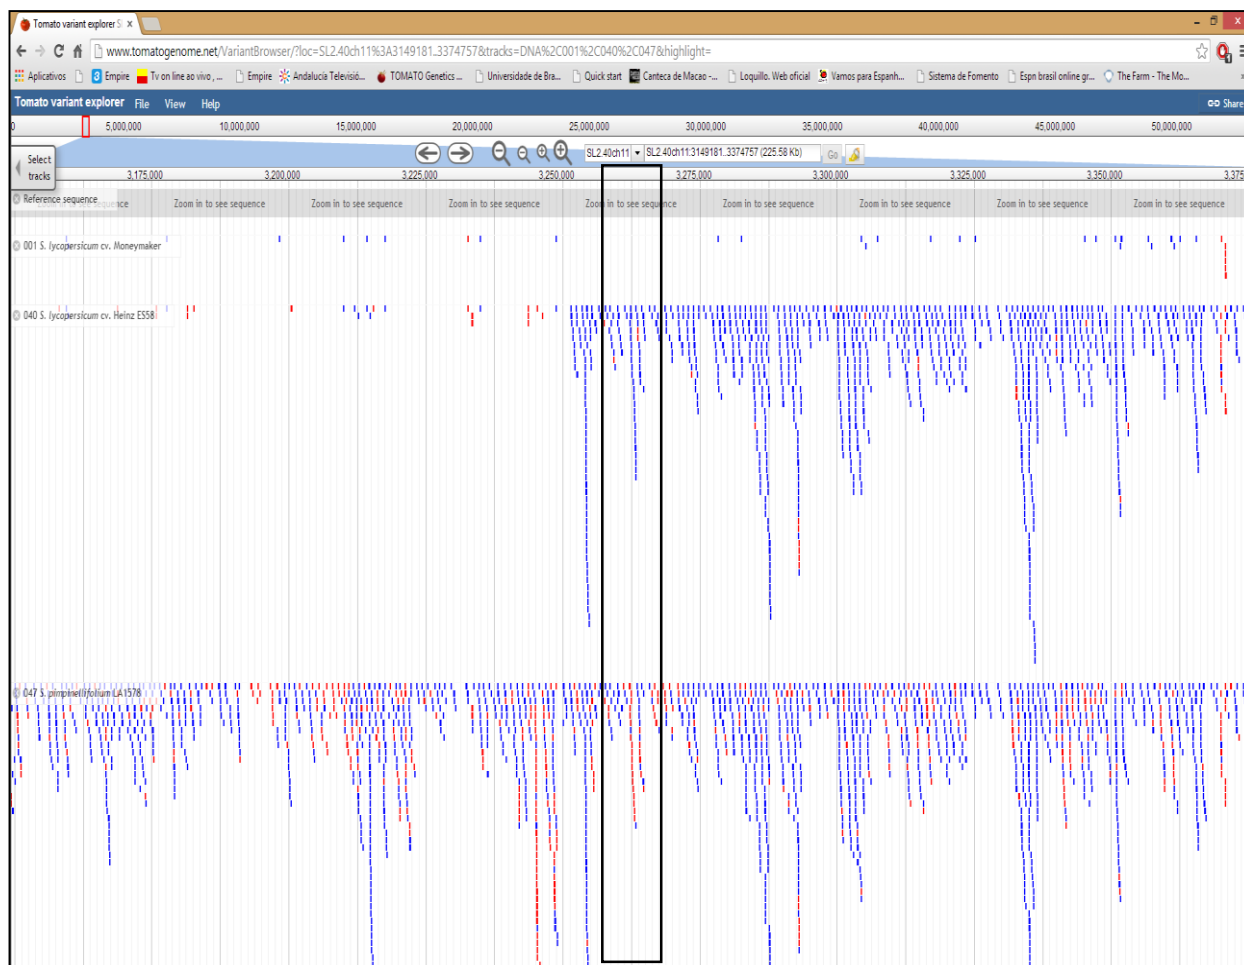 Tomato variant explorer S x
www.tomatogenome.net/VariantBrowser/?loc=SL2.40ch11%3A3149181..3374757&tracks=DNA%2C001%2C040%2C047&highlight=
Aplicativos Empire Tv on line ao vivo , ... Empire Andalucía Televisió... TOMATO Genetics ... Universidade de Bra... Quick start Canteca de Macao -... Loquillo. Web oficial Vamos para Espanh... Sistema de Fomento Espn brasil online gr... The Farm - The Mo...
Tomato variant explorer File View Help Share
0 5,000,000 10,000,000 15,000,000 20,000,000 25,000,000 30,000,000 35,000,000 40,000,000 45,000,000 50,000,000
Select
tracks
SL2.40ch11 SL2.40ch11:3149181..3374757 (225.58 Kb) Go
3,175,000 3,200,000 3,225,000 3,250,000 3,275,000 3,300,000 3,325,000 3,350,000 3,375
Reference sequence
Zoom in to see sequence Zoom in to see sequence Zoom in to see sequence Zoom in to see sequence Zoom in to see sequence Zoom in to see sequence Zoom in to see sequence Zoom in to see sequence Zoom in to see sequence
001 S. lycopersicum cv. Moneymaker
040 S. lycopersicum cv. Heinz ES58
047 S. pimpinellifolium LA1578